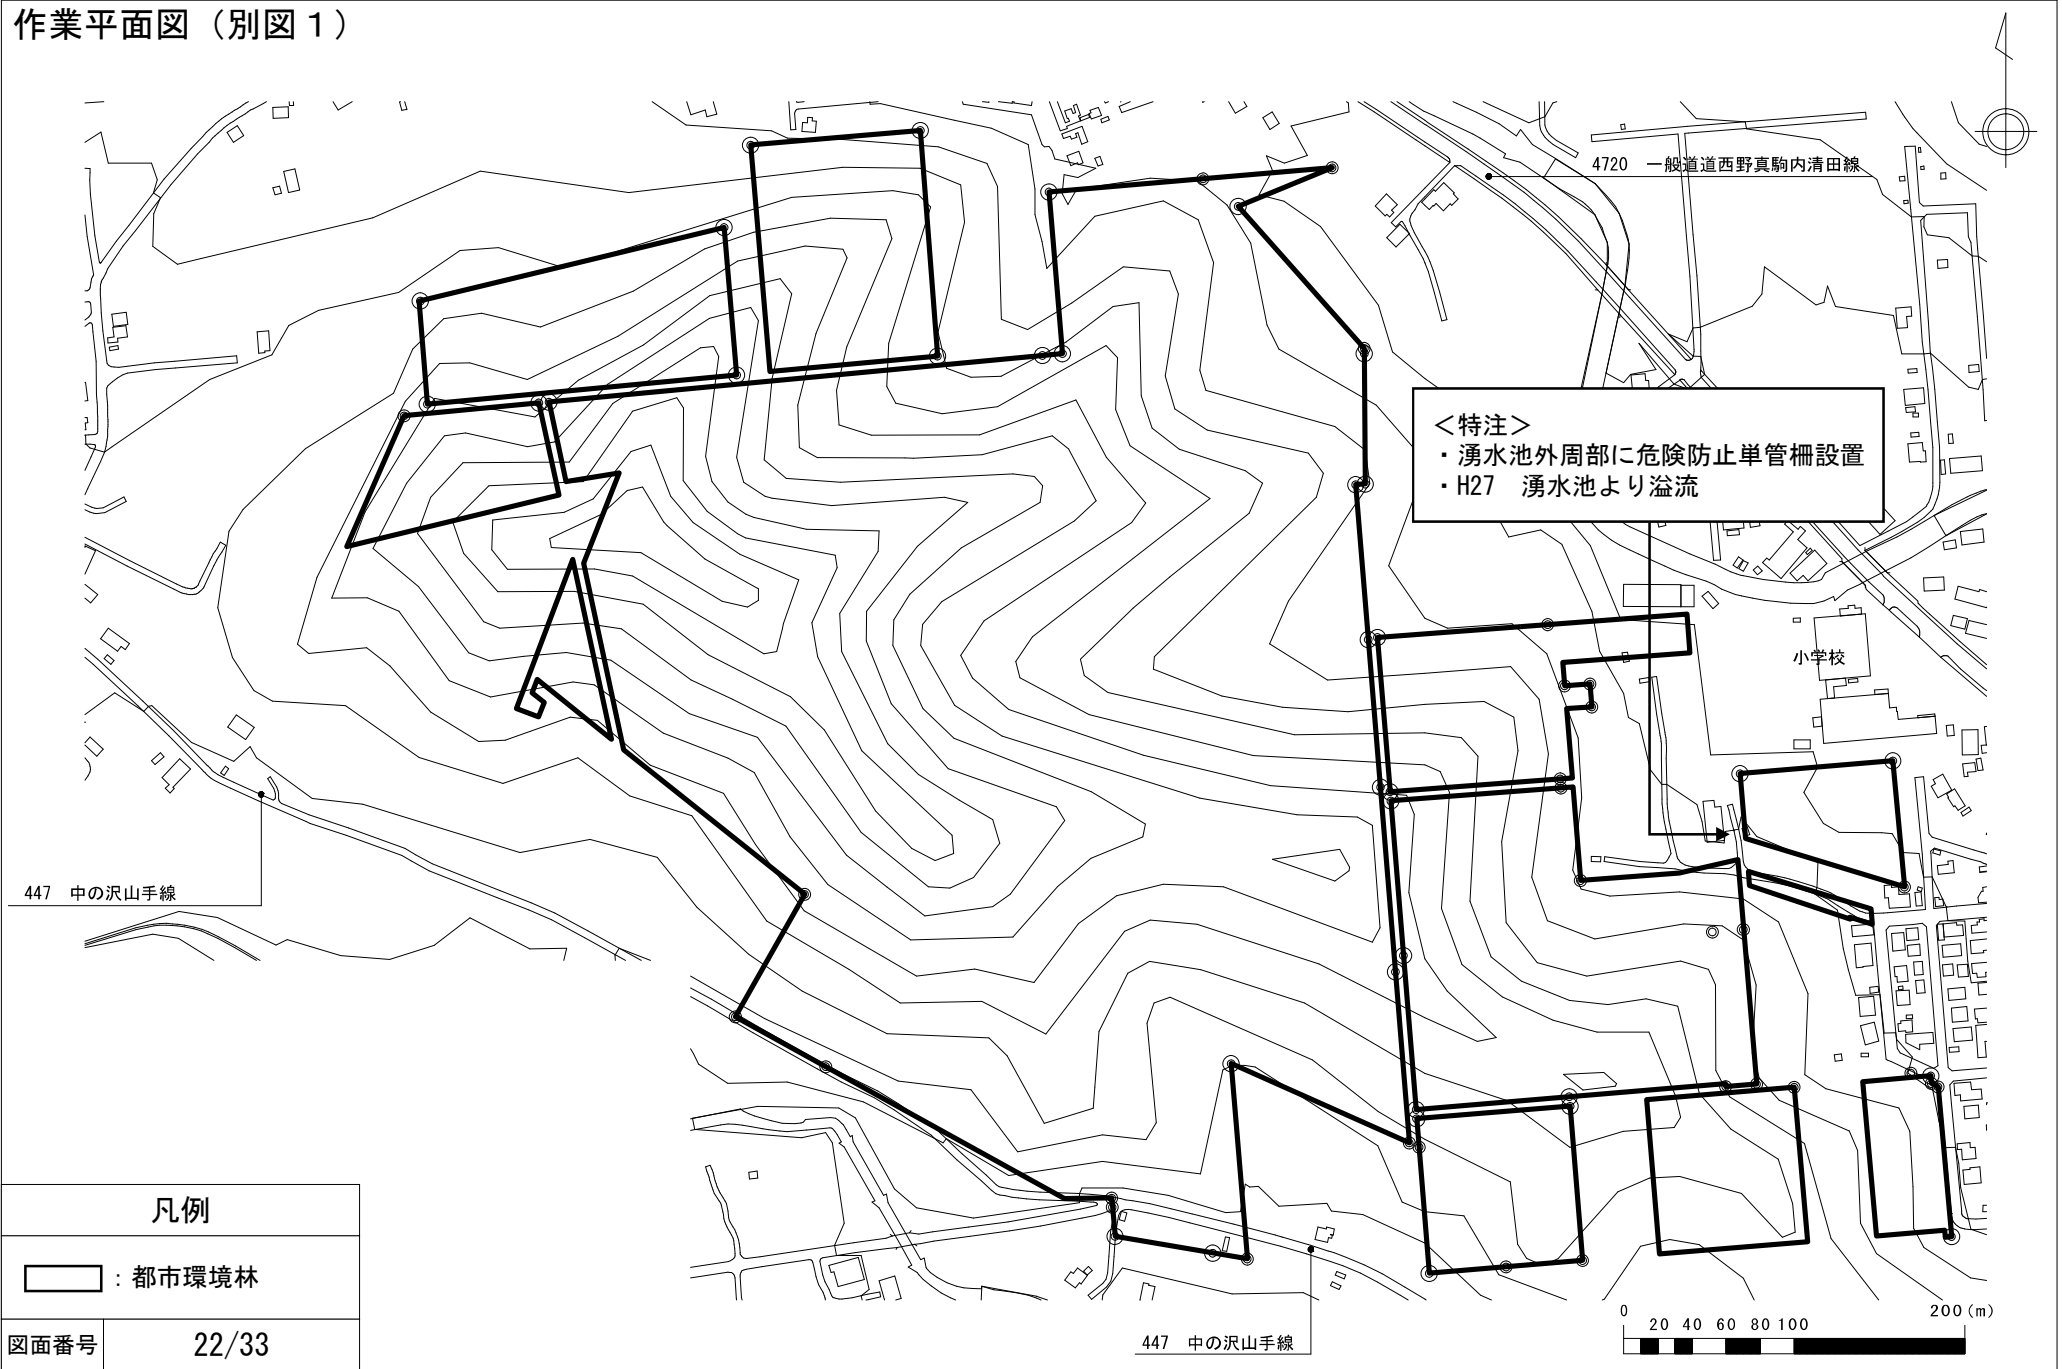 作業平面図（別図１）
4720　一般道道西野真駒内清田線
＜特注＞
・湧水池外周部に危険防止単管柵設置
・H27　湧水池より溢流
小学校
447　中の沢山手線
凡例
：都市環境林
図面番号　22/33
447　中の沢山手線
0　20　40　60　80　100　200(m)